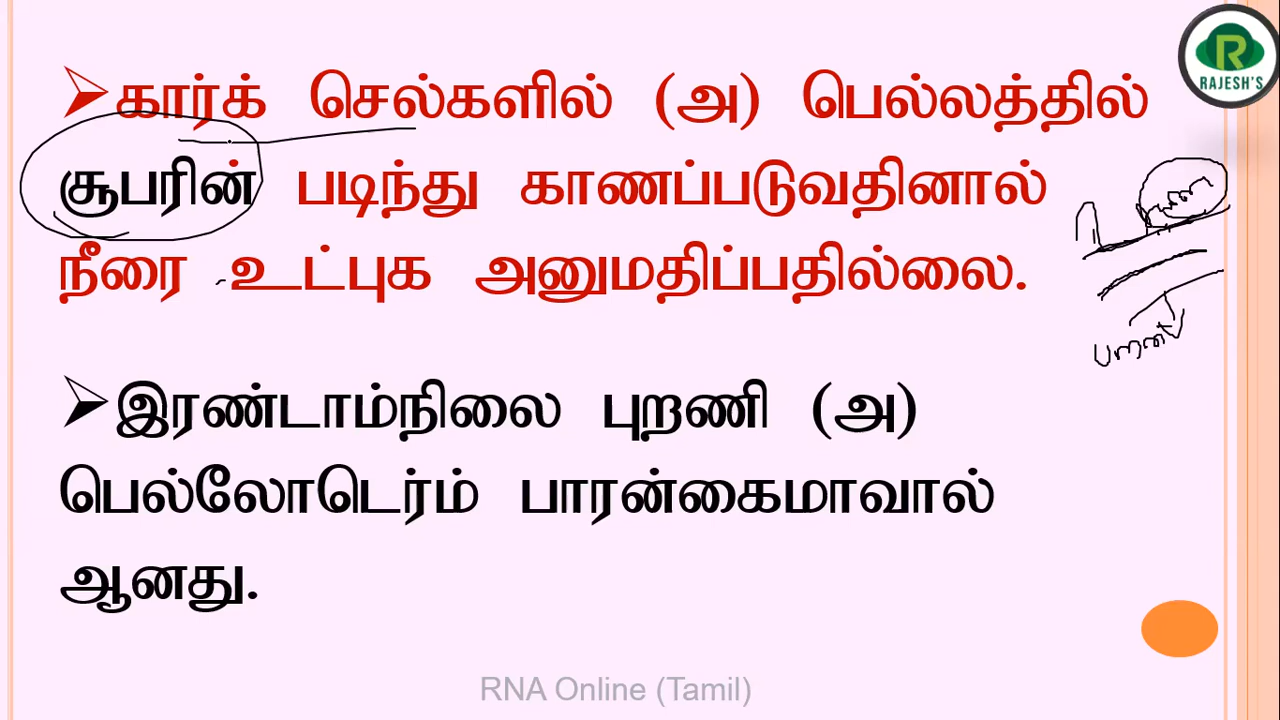 கார்க் செல்களில் (அ) பெல்லத்தில்
சூபரின் படிந்து காணப்படுவதினால்
நீரை உட்புக அனுமதிப்பதில்லை.
இரண்டாம்நிலை புறணி (அ)
பெல்லோடெர்ம் பாரன்கைமாவால்
ஆனது.
R
RAJESH'S
RNA Online (Tamil)